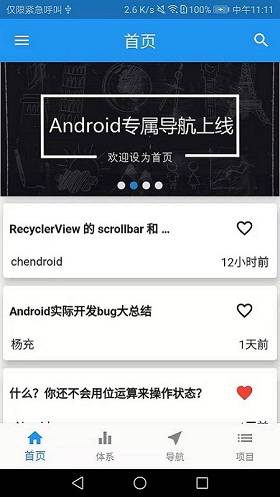 仅限紧急呼叫 2.6 K/s 100% 中午11:11
首页
Android专属导航上线
欢迎设为首页
RecyclerView 的 scrollbar 和 ...
chendroid 12小时前
Android实际开发bug大总结
杨充 1天前
什么？你还不会用位运算来操作状态？
首页 体系 导航 项目